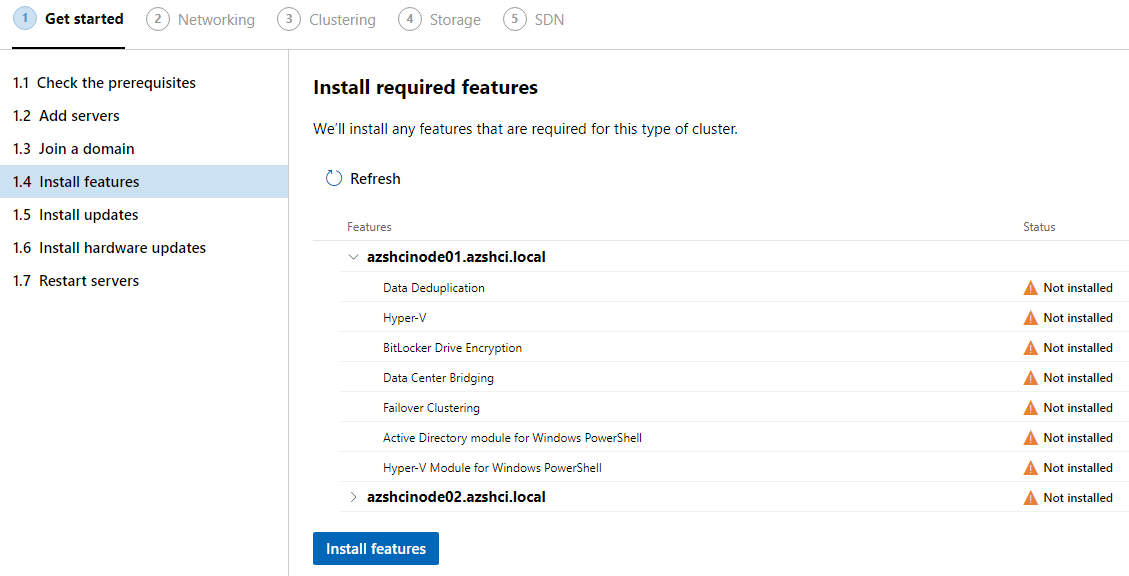 1 Get started 2 Networking 3 Clustering 4 Storage 5 SDN
1.1 Check the prerequisites
1.2 Add servers
1.3 Join a domain
1.4 Install features
1.5 Install updates
1.6 Install hardware updates
1.7 Restart servers
Install required features
We'll install any features that are required for this type of cluster.
Refresh
Features Status
azshcinode01.azshci.local
Data Deduplication Not installed
Hyper-V Not installed
BitLocker Drive Encryption Not installed
Data Center Bridging Not installed
Failover Clustering Not installed
Active Directory module for Windows PowerShell Not installed
Hyper-V Module for Windows PowerShell Not installed
azshcinode02.azshci.local Not installed
Install features